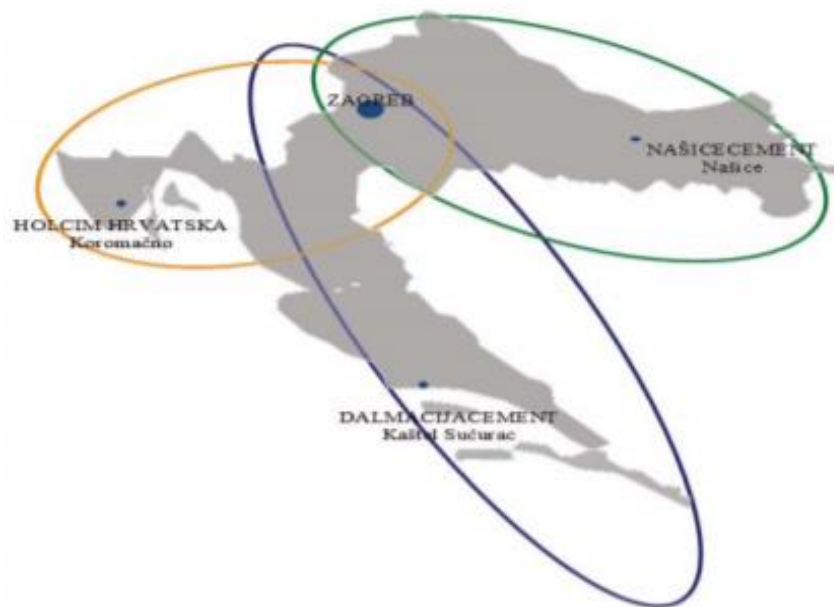 ZAGREB
NAŠICECEMENT
Našice
HOLCIM HRVATSKA
Koromačno
DALMACIJACEMENT
Kaštel Sućurac